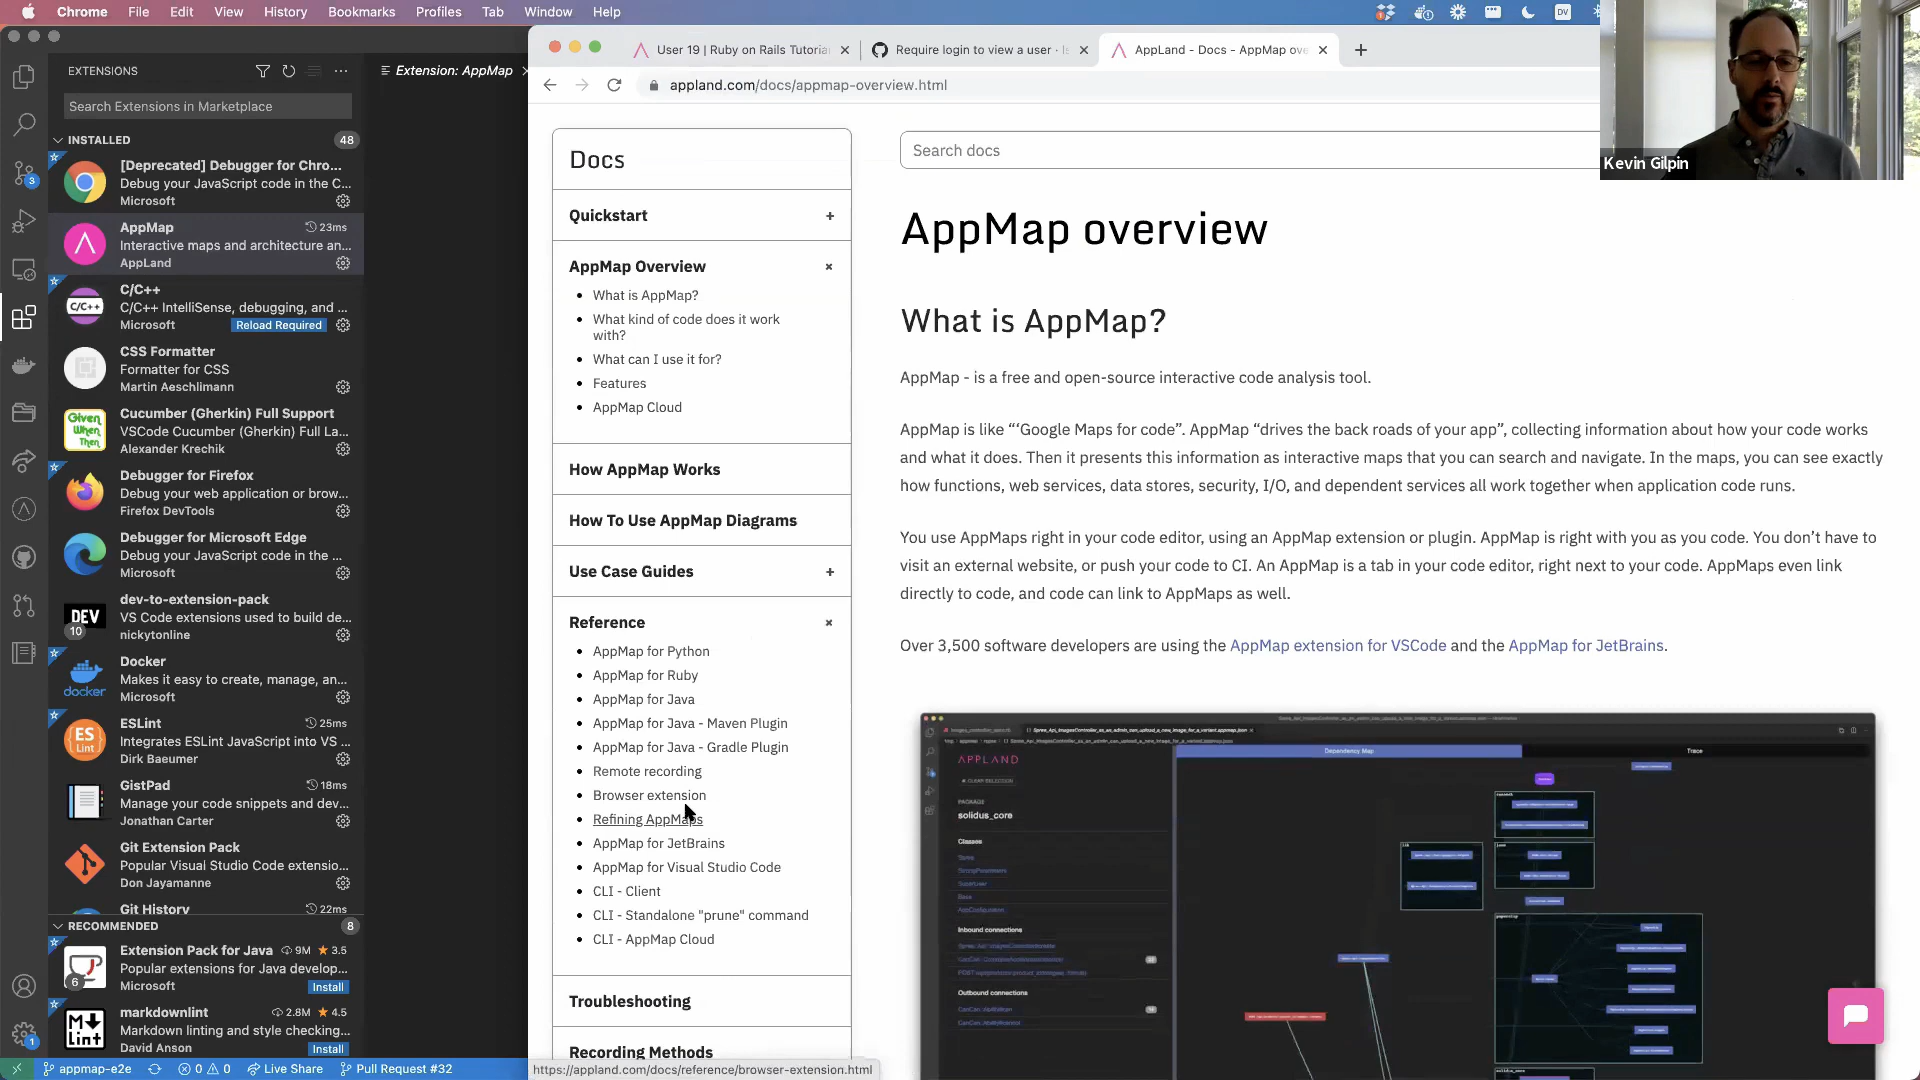 Chrome File Edit View History Bookmarks Profiles Tab Window Help
DV
EXTENSIONS
Extension: AppMap
Search Extensions in Marketplace
INSTALLED 48
[Deprecated] Debugger for Chro...
Debug your JavaScript code in the C...
Microsoft
AppMap 23ms
Interactive maps and architecture an...
AppLand
C/C++
C/C++ IntelliSense, debugging, and ...
Microsoft Reload Required
CSS Formatter
Formatter for CSS
Martin Aeschlimann
Cucumber (Gherkin) Full Support
VSCode Cucumber (Gherkin) Full La...
Alexander Krechik
Debugger for Firefox
Debug your web application or brow...
Firefox DevTools
Debugger for Microsoft Edge
Debug your JavaScript code in the ...
Microsoft
dev-to-extension-pack
VS Code extensions used to build de...
nickytonline
DEV
10
Docker
Makes it easy to create, manage, an...
Microsoft
docker
ESLint 25ms
Integrates ESLint JavaScript into VS ...
Dirk Baeumer
GistPad 18ms
Manage your code snippets and dev...
Jonathan Carter
Git Extension Pack
Popular Visual Studio Code extensio...
Don Jayamanne
Git History 22ms
RECOMMENDED 8
Extension Pack for Java 9M 3.5
Popular extensions for Java develop...
Microsoft Install
6
markdownlint 2.8M 4.5
Markdown linting and style checking...
David Anson Install
appmap-e2e 0 0 Live Share Pull Request #32
User 19 | Ruby on Rails Tutoria
Require login to view a user · Is
AppLand - Docs - AppMap ove
appland.com/docs/appmap-overview.html
Kevin Gilpin
Docs
Quickstart +
AppMap Overview ×
What is AppMap?
What kind of code does it work
with?
What can I use it for?
Features
AppMap Cloud
How AppMap Works
How To Use AppMap Diagrams
Use Case Guides +
Reference ×
AppMap for Python
AppMap for Ruby
AppMap for Java
AppMap for Java - Maven Plugin
AppMap for Java - Gradle Plugin
Remote recording
Browser extension
Refining AppMaps
AppMap for JetBrains
AppMap for Visual Studio Code
CLI - Client
CLI - Standalone "prune" command
CLI - AppMap Cloud
Troubleshooting
Recording Methods
https://appland.com/docs/reference/browser-extension.html
Search docs
AppMap overview
What is AppMap?
AppMap - is a free and open-source interactive code analysis tool.
AppMap is like “‘Google Maps for code”. AppMap “drives the back roads of your app”, collecting information about how your code works
and what it does. Then it presents this information as interactive maps that you can search and navigate. In the maps, you can see exactly
how functions, web services, data stores, security, I/O, and dependent services all work together when application code runs.
You use AppMaps right in your code editor, using an AppMap extension or plugin. AppMap is right with you as you code. You don’t have to
visit an external website, or push your code to CI. An AppMap is a tab in your code editor, right next to your code. AppMaps even link
directly to code, and code can link to AppMaps as well.
Over 3,500 software developers are using the AppMap extension for VSCode and the AppMap for JetBrains.
Dependency Map Trace
APPLAND
CLEAR SELECTION
PACKAGE
solidus_core
Classes
Inbound connections
Outbound connections